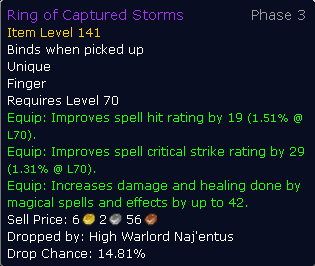 Ring of Captured Storms Phase 3
Item Level 141
Binds when picked up
Unique
Finger
Requires Level 70
Equip: Improves spell hit rating by 19 (1.51% @
L70).
Equip: Improves spell critical strike rating by 29
(1.31% @ L70).
Equip: Increases damage and healing done by
magical spells and effects by up to 42.
Sell Price: 6 2 56
Dropped by: High Warlord Naj'entus
Drop Chance: 14.81%